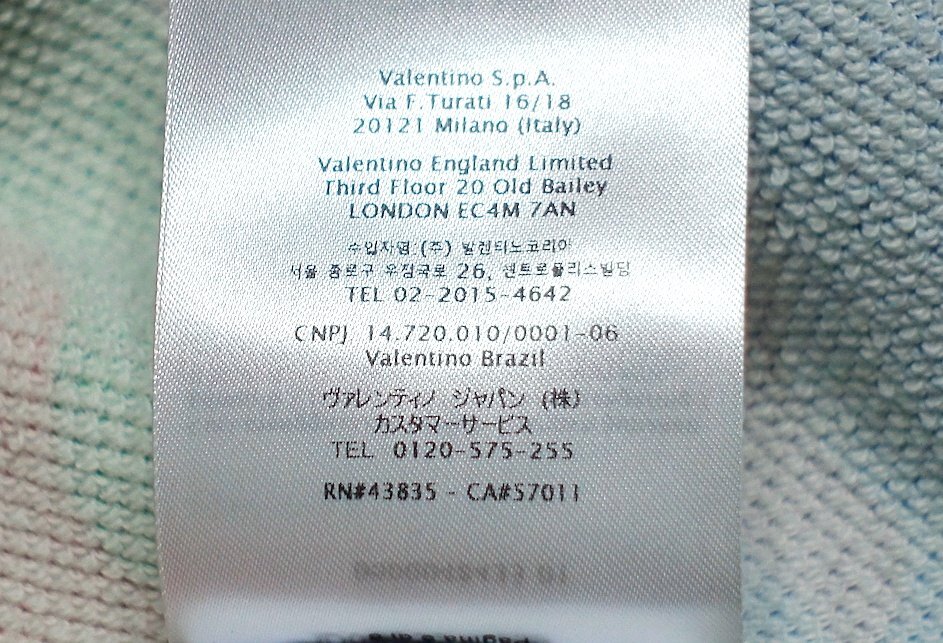 Valentino S.p.A.
Via F.Turati 16/18
20121 Milano (Italy)
Valentino England Limited
Third Floor 20 Old Bailey
LONDON EC4M 7AN
수입자명 (주) 발렌티노코리아
서울 종로구 우정국로 26, 센트로폴리스빌딩
TEL 02-2015-4642
CNPJ 14.720.010/0001-06
Valentino Brazil
ヴァレンティノ ジャパン (株)
カスタマーサービス
TEL 0120-575-255
RN#43835 - CA#57011